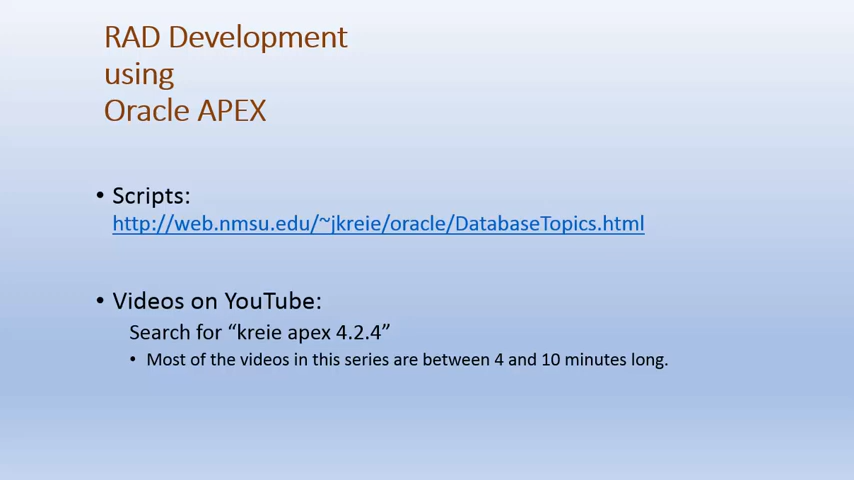 RAD Development
using
Oracle APEX
• Scripts:
http://web.nmsu.edu/~jkreie/oracle/DatabaseTopics.html
• Videos on YouTube:
Search for “kreie apex 4.2.4”
• Most of the videos in this series are between 4 and 10 minutes long.